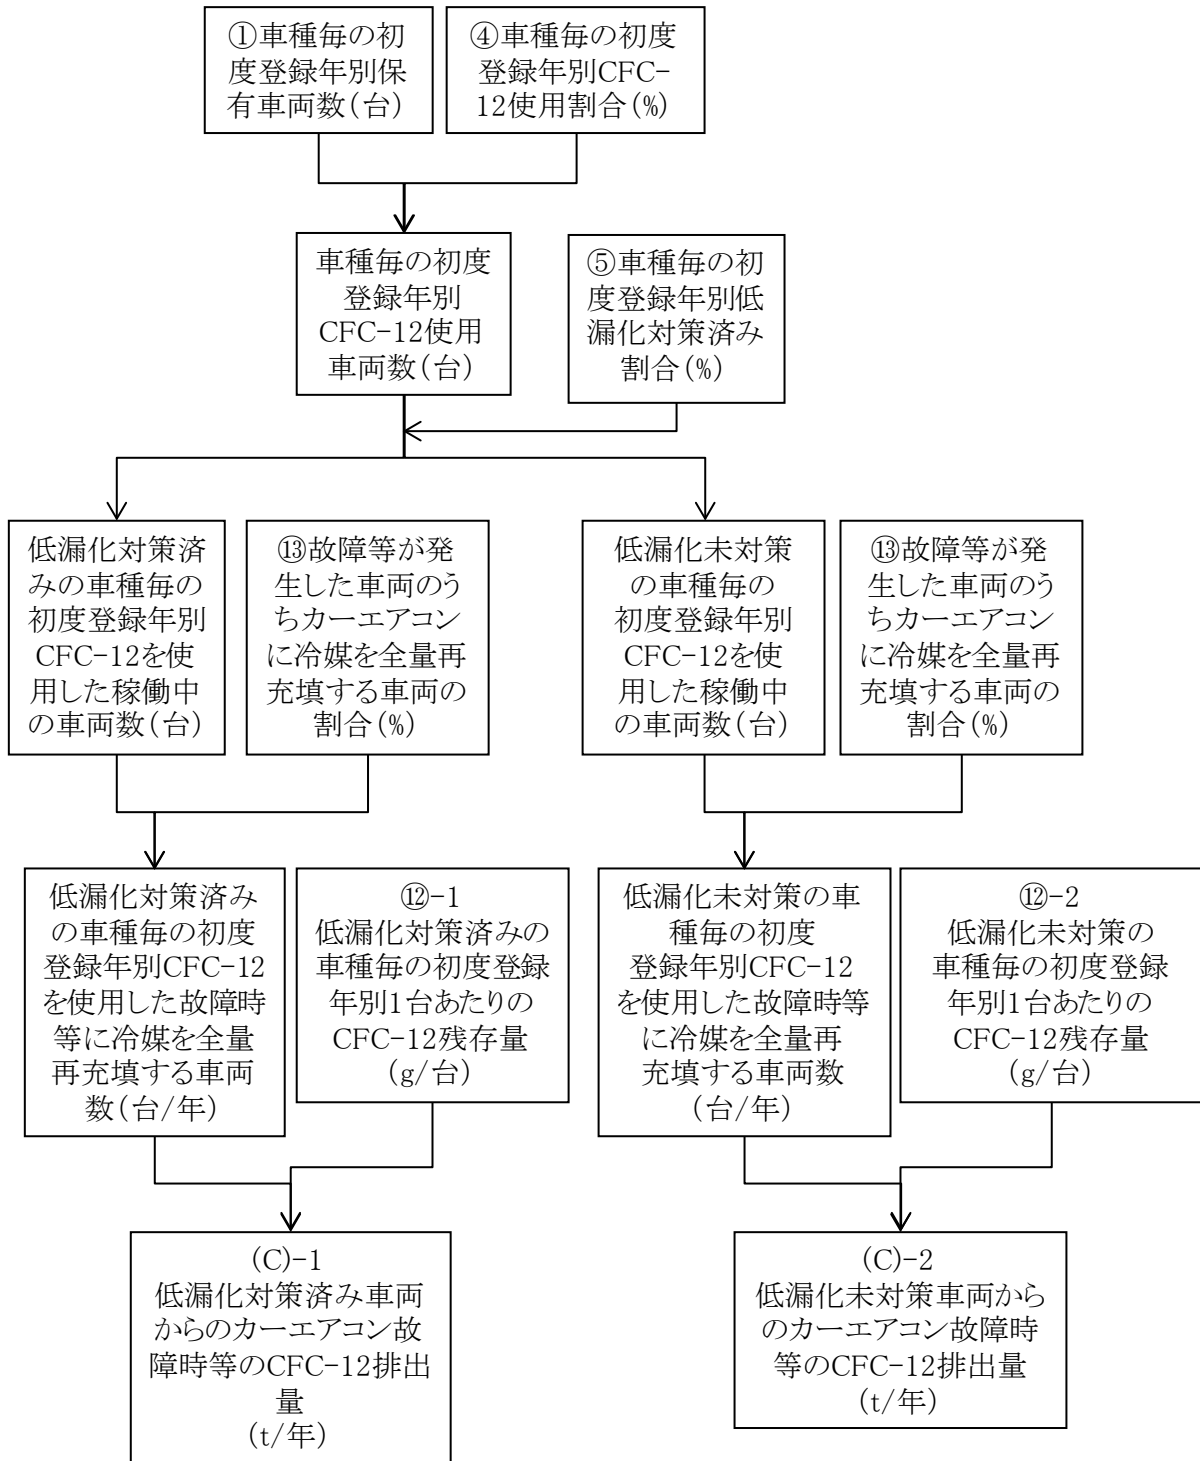 ①車種毎の初
度登録年別保
有車両数(台)
④車種毎の初度
登録年別CFC-
12使用割合(%)
車種毎の初度
登録年別
CFC-12使用
車両数(台)
⑤車種毎の初
度登録年別低
漏化対策済み
割合(%)
低漏化対策済
みの車種毎の
初度登録年別
CFC-12を使
用した稼働中
の車両数(台)
⑬故障等が発
生した車両のう
ちカーエアコン
に冷媒を全量再
充填する車両の
割合(%)
低漏化未対策
の車種毎の
初度登録年別
CFC-12を使
用した稼働中
の車両数(台)
⑬故障等が発
生した車両のう
ちカーエアコン
に冷媒を全量再
充填する車両の
割合(%)
低漏化対策済み
の車種毎の初度
登録年別CFC-12
を使用した故障時
等に冷媒を全量
再充填する車両
数(台/年)
⑫-1
低漏化対策済みの
車種毎の初度登録
年別1台あたりの
CFC-12残存量
(g/台)
低漏化未対策の車
種毎の初度
登録年別CFC-12
を使用した故障時等
に冷媒を全量再
充填する車両数
(台/年)
⑫-2
低漏化未対策の
車種毎の初度登録
年別1台あたりの
CFC-12残存量
(g/台)
(C)-1
低漏化対策済み車両
からのカーエアコン故
障時等のCFC-12排出
量
(t/年)
(C)-2
低漏化未対策車両から
のカーエアコン故障時
等のCFC-12排出量
(t/年)